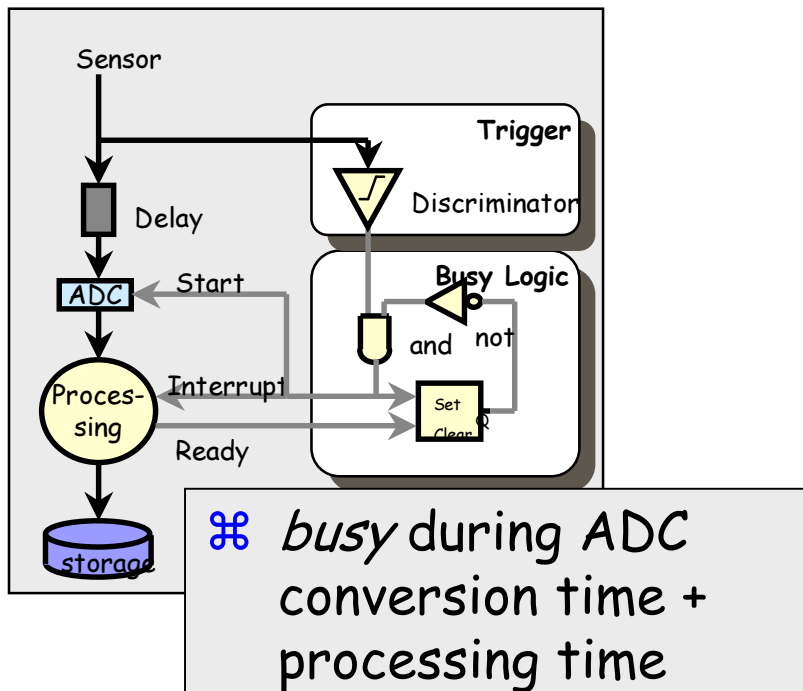 Sensor
Trigger
Discriminator
Delay
Busy Logic
Start
ADC
and
not
Interrupt
Proces-
sing
Set
Q
Clear
Ready
storage
⌘ busy during ADC
conversion time +
processing time